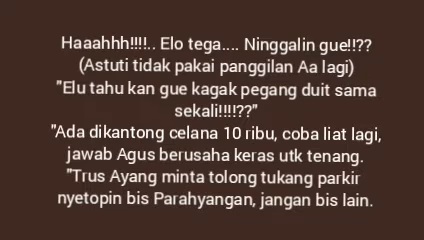 Haaahhh!!!!.. Elo tega.... Ninggalin gue!!??
(Astuti tidak pakai panggilan Aa lagi)
"Elu tahu kan gue kagak pegang duit sama
sekali!!!!??"
"Ada dikantong celana 10 ribu, coba liat lagi,
jawab Agus berusaha keras utk tenang.
"Trus Ayang minta tolong tukang parkir
nyetopin bis Parahyangan, jangan bis lain.